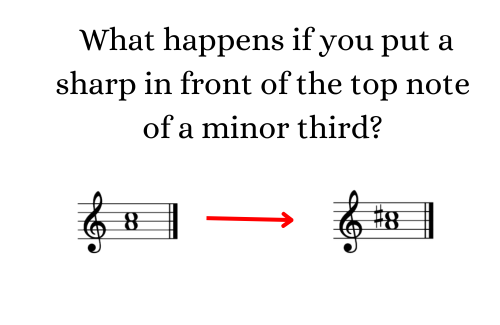 What happens if you put a
sharp in front of the top note
of a minor third?